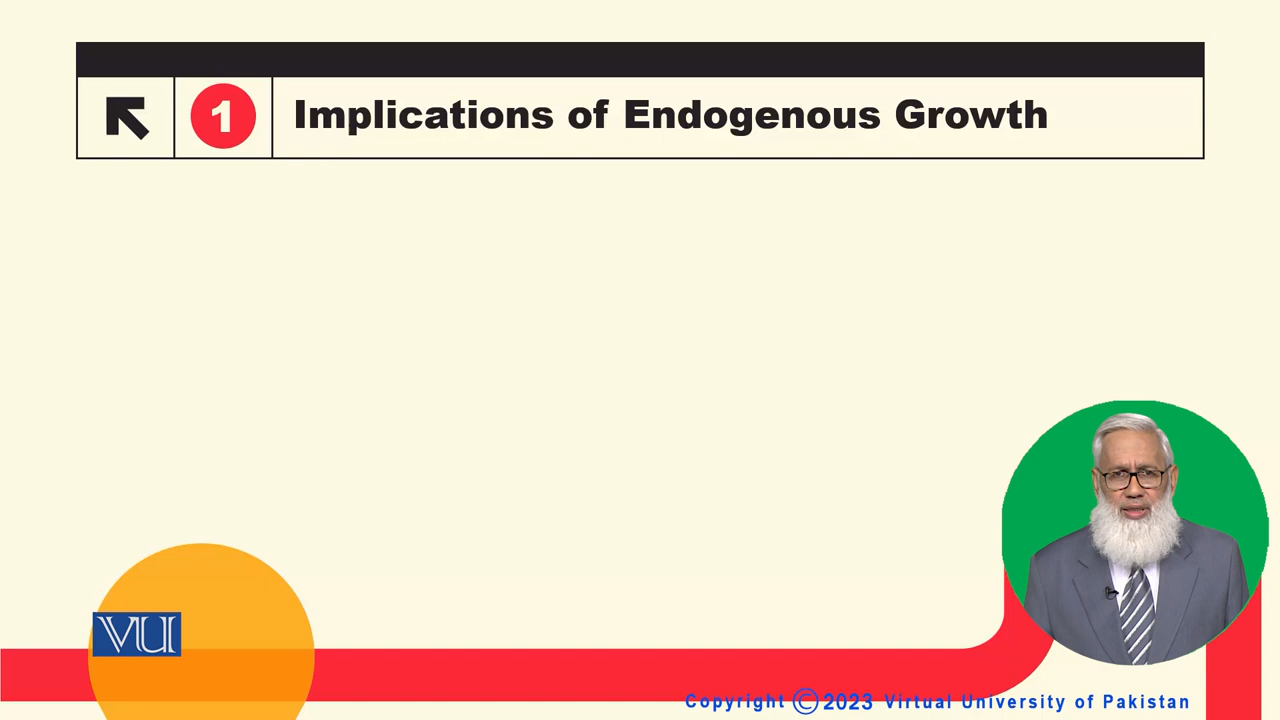 1 Implications of Endogenous Growth
VU
Copyright © 2023 Virtual University of Pakistan